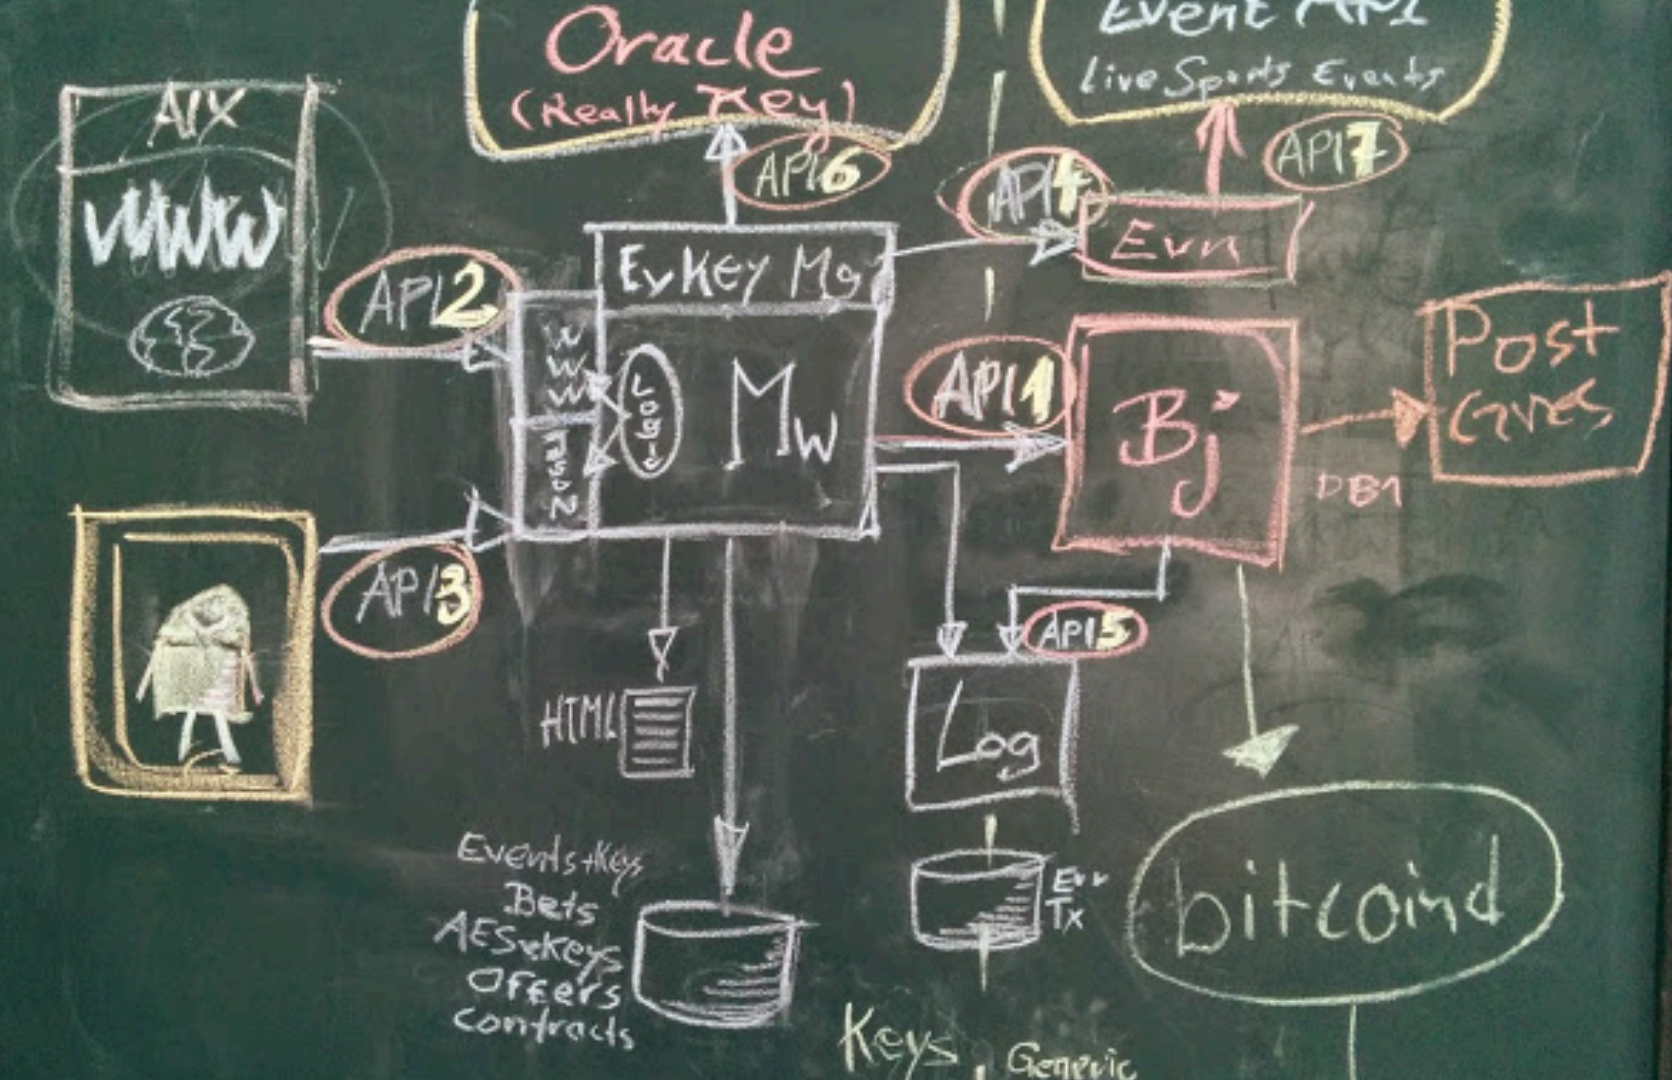 Oracle
(Really Key)
Event API
Live Sports Events
AIX
WWW
API2
API6
API4
API7
Ev Key Mg
Evn
WWW
JSON
Logic
Mw
API1
Bj
Post
Gres
DB1
API3
API5
HTML
Log
Events+Keys
Bets
AES+Keys
Offers
Contracts
Tx
bitcoind
Keys
Generic